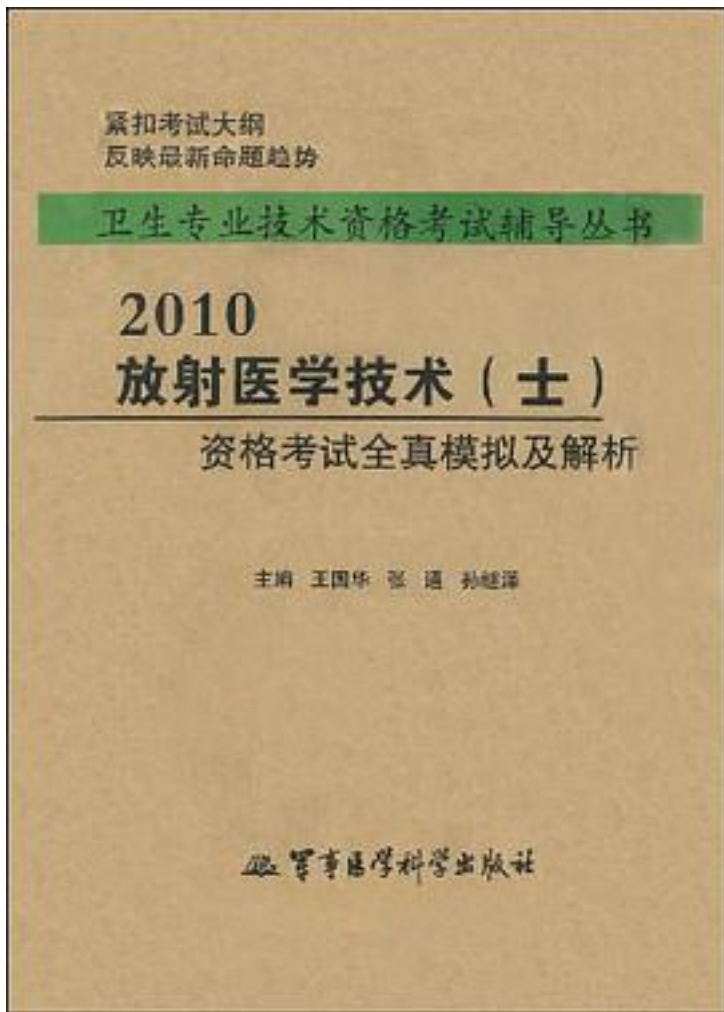 紧扣考试大纲
反映最新命题趋势
卫生专业技术资格考试辅导丛书
2010
放射医学技术(士)
资格考试全真模拟及解析
主编 王国华 张 孙继泽
军事医学科学出版社